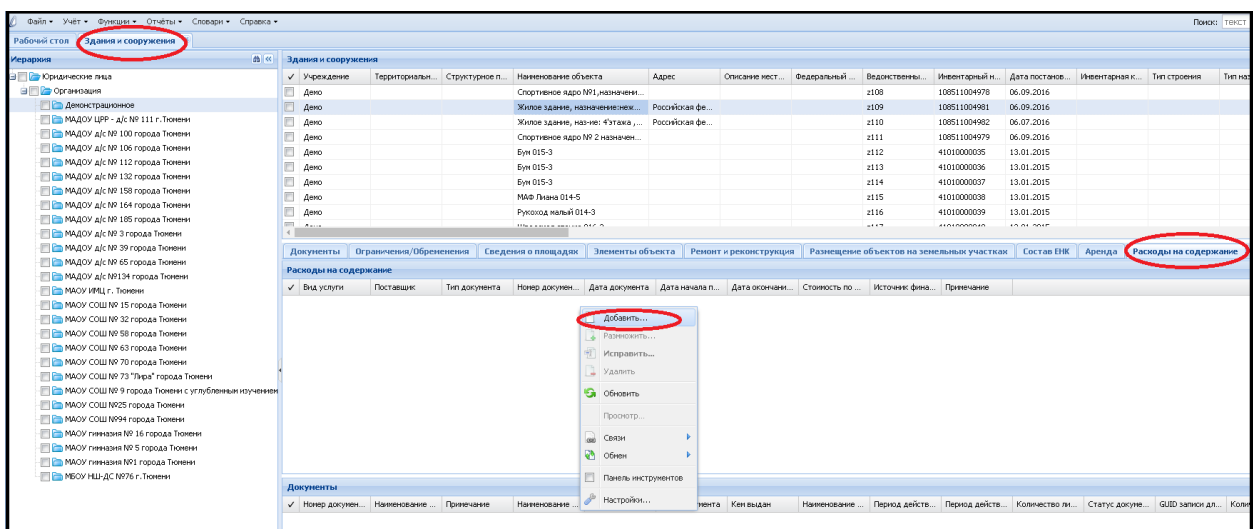 Файл Учёт Функции Отчёты Словари Справка Поиск: текст
Рабочий стол Здания и сооружения
Иерархия
Юридические лица
Организация
Демонстрационное
МАДОУ ЦРР - д/с № 111 г.Тюмени
МАДОУ д/с № 100 города Тюмени
МАДОУ д/с № 106 города Тюмени
МАДОУ д/с № 112 города Тюмени
МАДОУ д/с № 132 города Тюмени
МАДОУ д/с № 158 города Тюмени
МАДОУ д/с № 164 города Тюмени
МАДОУ д/с № 185 города Тюмени
МАДОУ д/с № 3 города Тюмени
МАДОУ д/с № 39 города Тюмени
МАДОУ д/с № 65 города Тюмени
МАДОУ д/с №134 города Тюмени
МАОУ ИМЦ г. Тюмени
МАОУ СОШ № 15 города Тюмени
МАОУ СОШ № 32 города Тюмени
МАОУ СОШ № 58 города Тюмени
МАОУ СОШ № 63 города Тюмени
МАОУ СОШ № 70 города Тюмени
МАОУ СОШ № 73 "Лира" города Тюмени
МАОУ СОШ № 9 города Тюмени с углубленным изучением
МАОУ СОШ №25 города Тюмени
МАОУ СОШ №94 города Тюмени
МАОУ гимназия № 16 города Тюмени
МАОУ гимназия № 5 города Тюмени
МАОУ гимназия №1 города Тюмени
МБОУ НШ-ДС №76 г.Тюмени
Здания и сооружения
Учреждение Территориальн... Структурное п... Наименование объекта Адрес Описание мест... Федеральный ... Ведомственны... Инвентарный н... Дата постанов... Инвентарная к... Тип строения Тип наз
Демо Спортивное ядро №1,назначени... z108 108511004978 06.09.2016
Демо Жилое здание, назначение:неж... Российская фе... z109 108511004981 06.09.2016
Демо Жилое здание, наз-ие: 4"этажа ,... Российская фе... z110 108511004982 06.07.2016
Демо Спортивное ядро № 2 назначен... z111 108511004979 06.09.2016
Демо Бум 015-3 z112 41010000035 13.01.2015
Демо Бум 015-3 z113 41010000036 13.01.2015
Демо Бум 015-3 z114 41010000037 13.01.2015
Демо МАФ Лиана 014-5 z115 41010000038 13.01.2015
Демо Рукоход малый 014-3 z116 41010000039 13.01.2015
Документы Ограничения/Обременения Сведения о площадях Элементы объекта Ремонт и реконструкция Размещение объектов на земельных участках Состав ЕНК Аренда Расходы на содержание
Расходы на содержание
Вид услуги Поставщик Тип документа Номер докумен... Дата документа Дата начала п... Дата окончани... Стоимость по ... Источник фина... Примечание
Добавить...
Размножить...
Исправить...
Удалить
Обновить
Просмотр...
Связи
Обмен
Панель инструментов
Настройки...
Документы
Номер докумен... Наименование ... Примечание Наименование ... мента Кем выдан Наименование ... Период действ... Период действ... Количество ли... Статус докуме... GUID записи дл... Коли